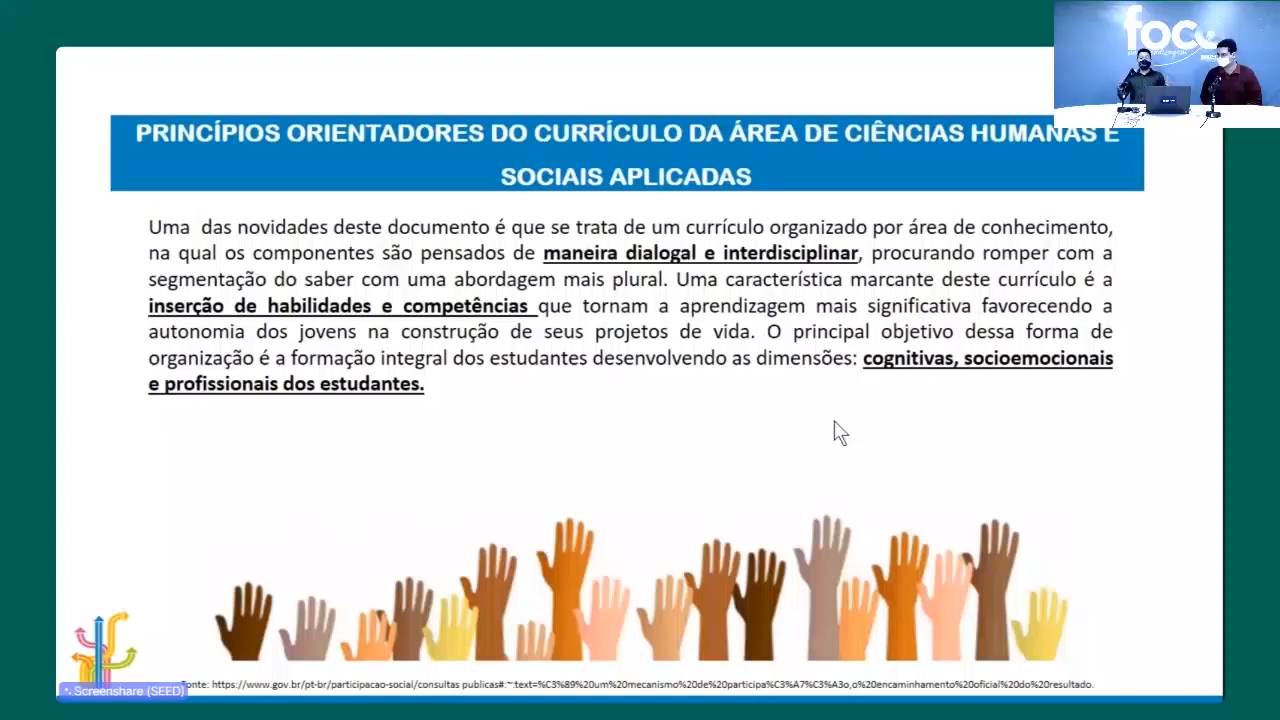 foco
PRINCÍPIOS ORIENTADORES DO CURRÍCULO DA ÁREA DE CIÊNCIAS HUMANAS E
SOCIAIS APLICADAS
Uma das novidades deste documento é que se trata de um currículo organizado por área de conhecimento,
na qual os componentes são pensados de maneira dialogal e interdisciplinar, procurando romper com a
segmentação do saber com uma abordagem mais plural. Uma característica marcante deste currículo é a
inserção de habilidades e competências que tornam a aprendizagem mais significativa favorecendo a
autonomia dos jovens na construção de seus projetos de vida. O principal objetivo dessa forma de
organização é a formação integral dos estudantes desenvolvendo as dimensões: cognitivas, socioemocionais
e profissionais dos estudantes.
Fonte: https://www.gov.br/pt-br/participacao-social/consultas publicas#:~:text=%C3%89%20um%20mecanismo%20de%20participa%C3%A7%C3%A3o,o%20encaminhamento%20oficial%20do%20resultado.
Screenshare (SEED)